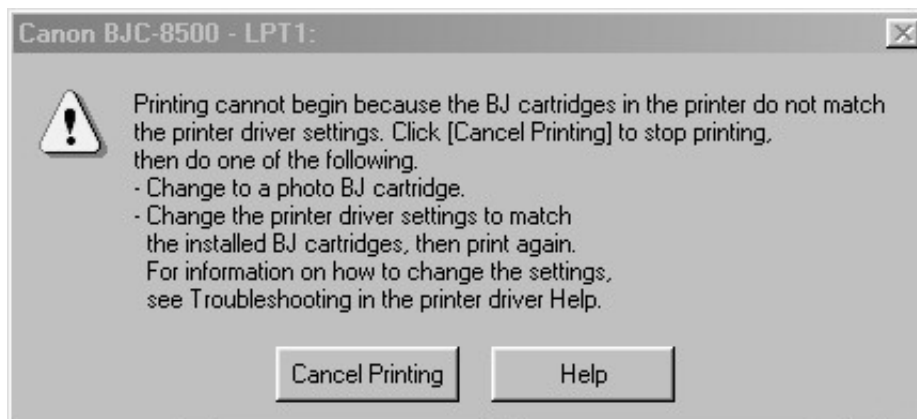 Canon BJC-8500 - LPT1:
Printing cannot begin because the BJ cartridges in the printer do not match
the printer driver settings. Click [Cancel Printing] to stop printing,
then do one of the following.
- Change to a photo BJ cartridge.
- Change the printer driver settings to match
the installed BJ cartridges, then print again.
For information on how to change the settings,
see Troubleshooting in the printer driver Help.
Cancel Printing Help